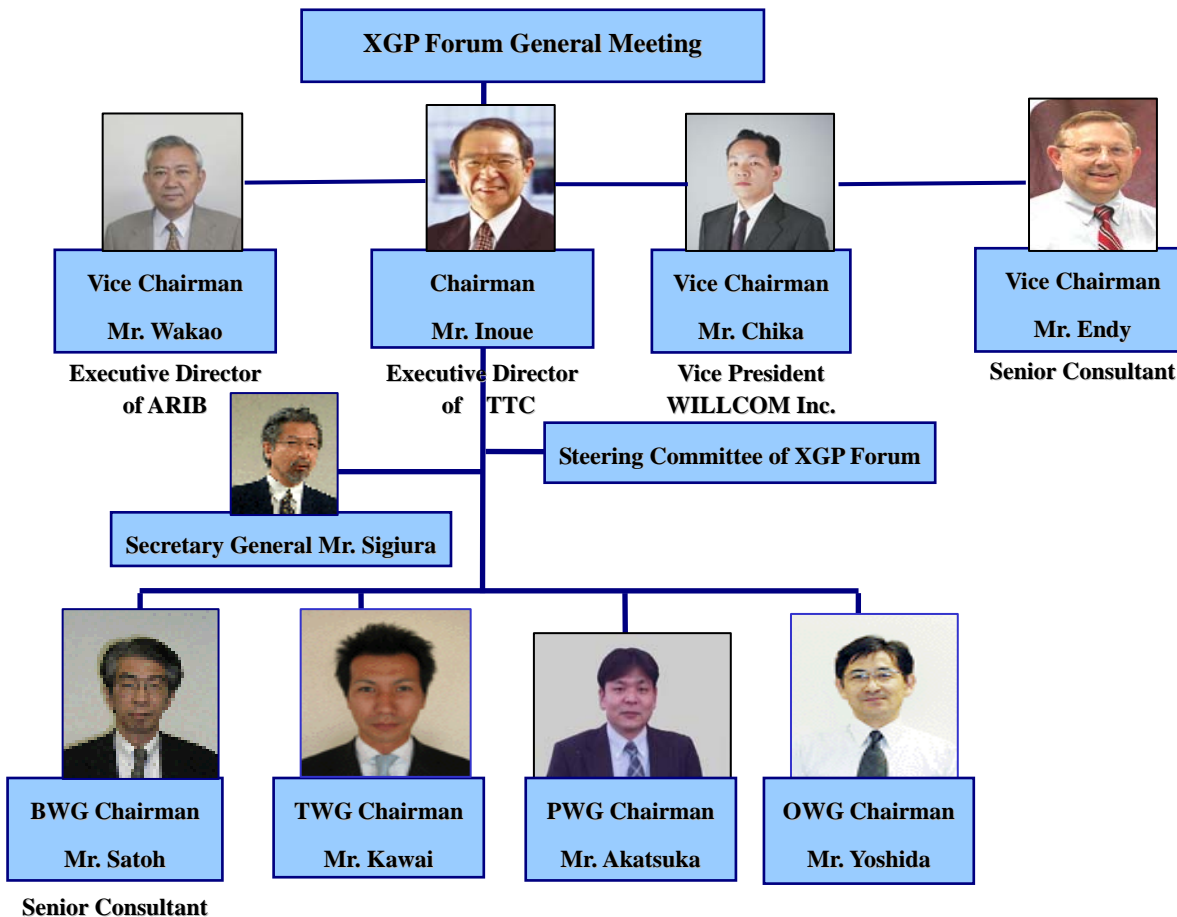 XGP Forum General Meeting
Vice Chairman
Mr. Wakao
Executive Director
of ARIB
Chairman
Mr. Inoue
Executive Director
of TTC
Vice Chairman
Mr. Chika
Vice President
WILLCOM Inc.
Vice Chairman
Mr. Endy
Senior Consultant
Steering Committee of XGP Forum
Secretary General Mr. Sigiura
BWG Chairman
Mr. Satoh
Senior Consultant
TWG Chairman
Mr. Kawai
PWG Chairman
Mr. Akatsuka
OWG Chairman
Mr. Yoshida